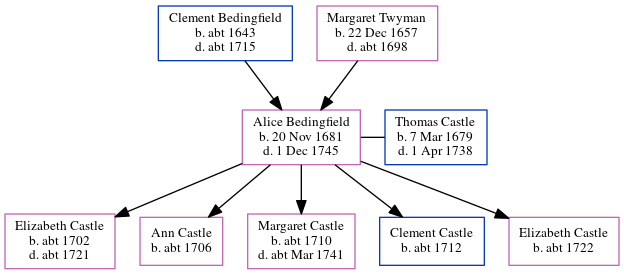 Clement Bedingfield
b. abt 1643
d. abt 1715
Margaret Twyman
b. 22 Dec 1657
d. abt 1698
Alice Bedingfield
b. 20 Nov 1681
d. 1 Dec 1745
Thomas Castle
b. 7 Mar 1679
d. 1 Apr 1738
Elizabeth Castle
b. abt 1702
d. abt 1721
Ann Castle
b. abt 1706
Margaret Castle
b. abt 1710
d. abt Mar 1741
Clement Castle
b. abt 1712
Elizabeth Castle
b. abt 1722